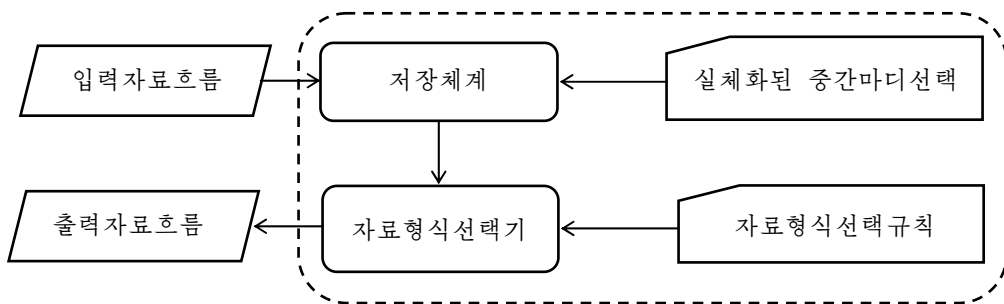 입력자료흐름
저장체계
실체화된 중간마디선택
출력자료흐름
자료형식선택기
자료형식선택규칙